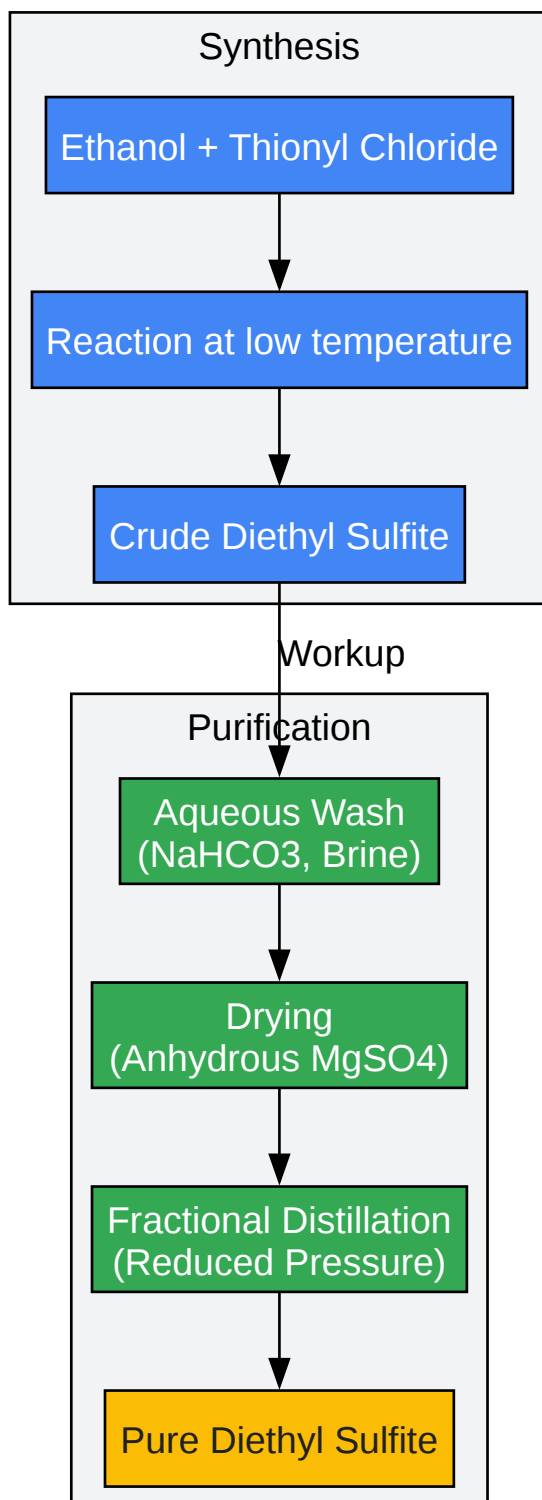 Synthesis
Ethanol + Thionyl Chloride
Reaction at low temperature
Crude Diethyl Sulfite
Workup
Purification
Aqueous Wash
(NaHCO3, Brine)
Drying
(Anhydrous MgSO4)
Fractional Distillation
(Reduced Pressure)
Pure Diethyl Sulfite